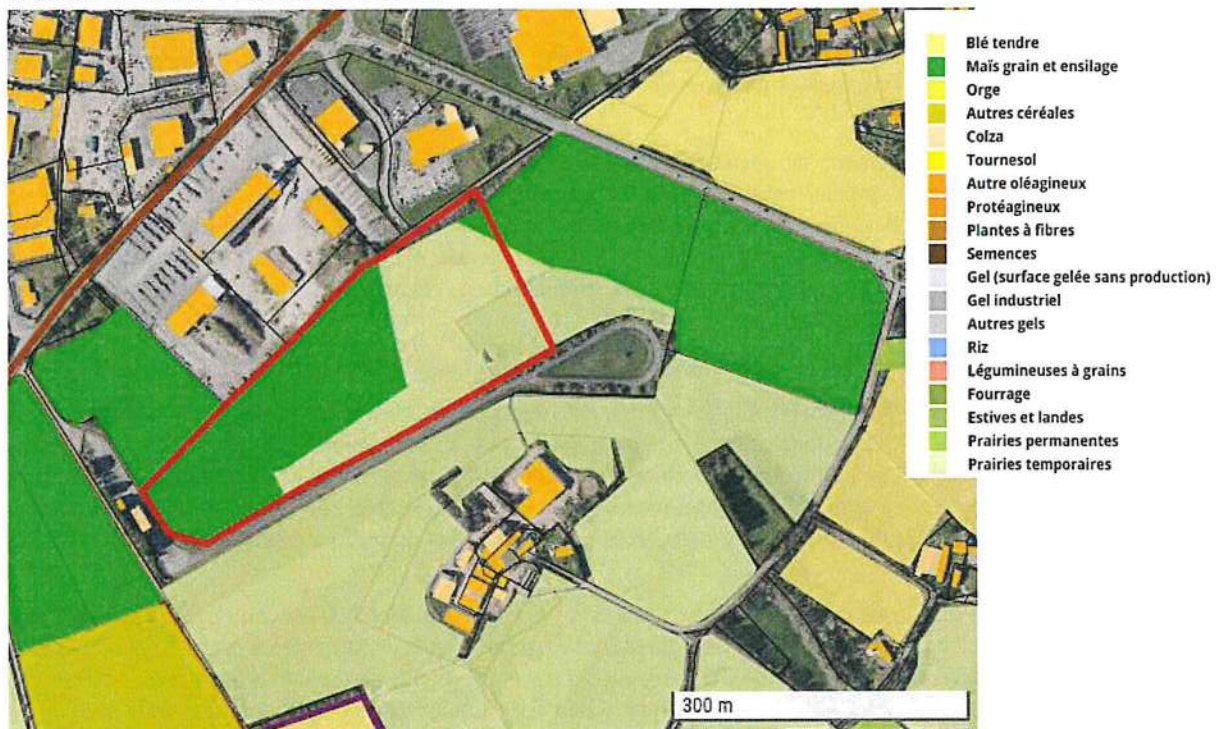 Blé tendre
Maïs grain et ensilage
Orge
Autres céréales
Colza
Tournesol
Autre oléagineux
Protéagineux
Plantes à fibres
Semences
Gel (surface gelée sans production)
Gel industriel
Autres gels
Riz
Légumineuses à grains
Fourrage
Estives et landes
Prairies permanentes
Prairies temporaires
300 m